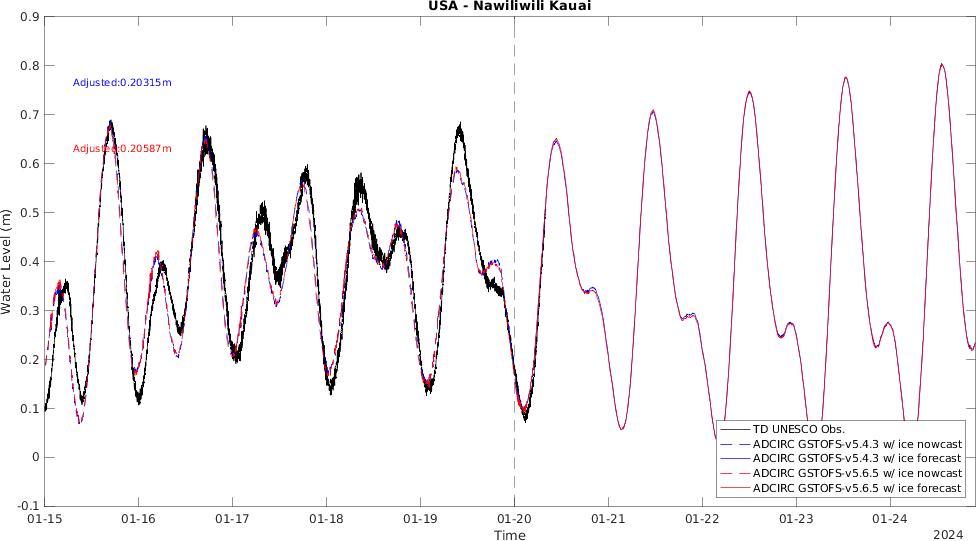 USA - Nawiliwili Kauai
0.9
0.8
0.7
0.6
0.5
0.4
0.3
0.2
0.1
0
-0.1
Water Level (m)
Adjusted:0.20315m
Adjusted:0.20587m
TD UNESCO Obs.
ADCIRC GSTOFS-v5.4.3 w/ ice nowcast
ADCIRC GSTOFS-v5.4.3 w/ ice forecast
ADCIRC GSTOFS-v5.6.5 w/ ice nowcast
ADCIRC GSTOFS-v5.6.5 w/ ice forecast
01-15 01-16 01-17 01-18 01-19 01-20 01-21 01-22 01-23 01-24
Time
2024